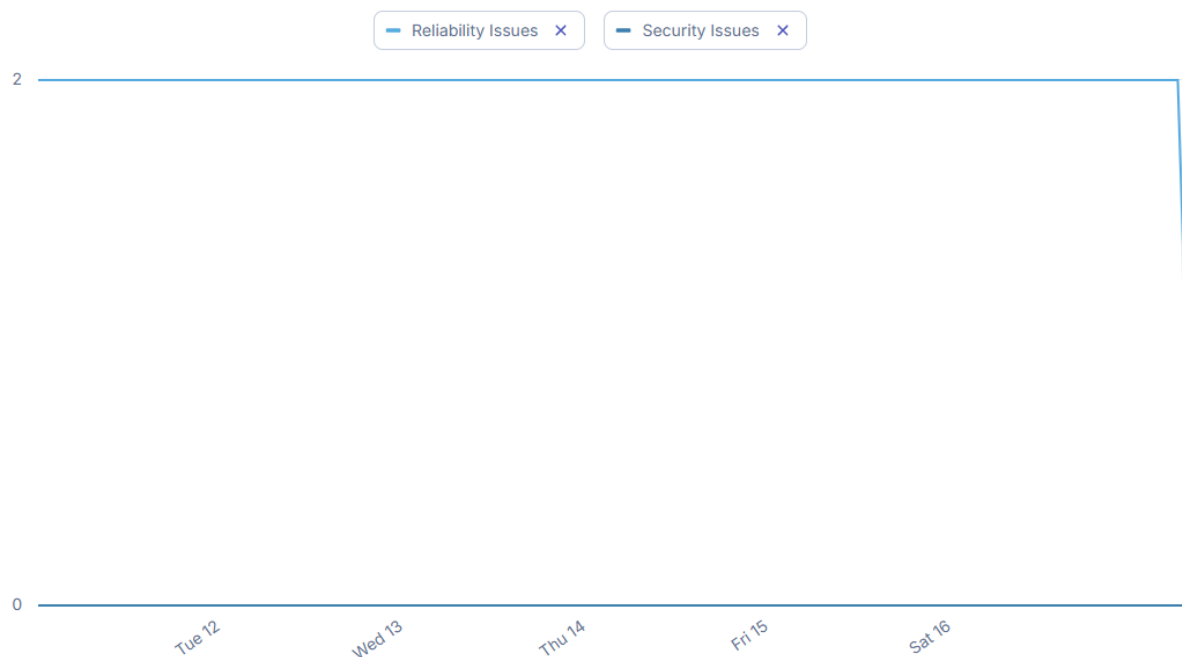 Reliability Issues ✕ Security Issues ✕
2
0
Tue 12 Wed 13 Thu 14 Fri 15 Sat 16